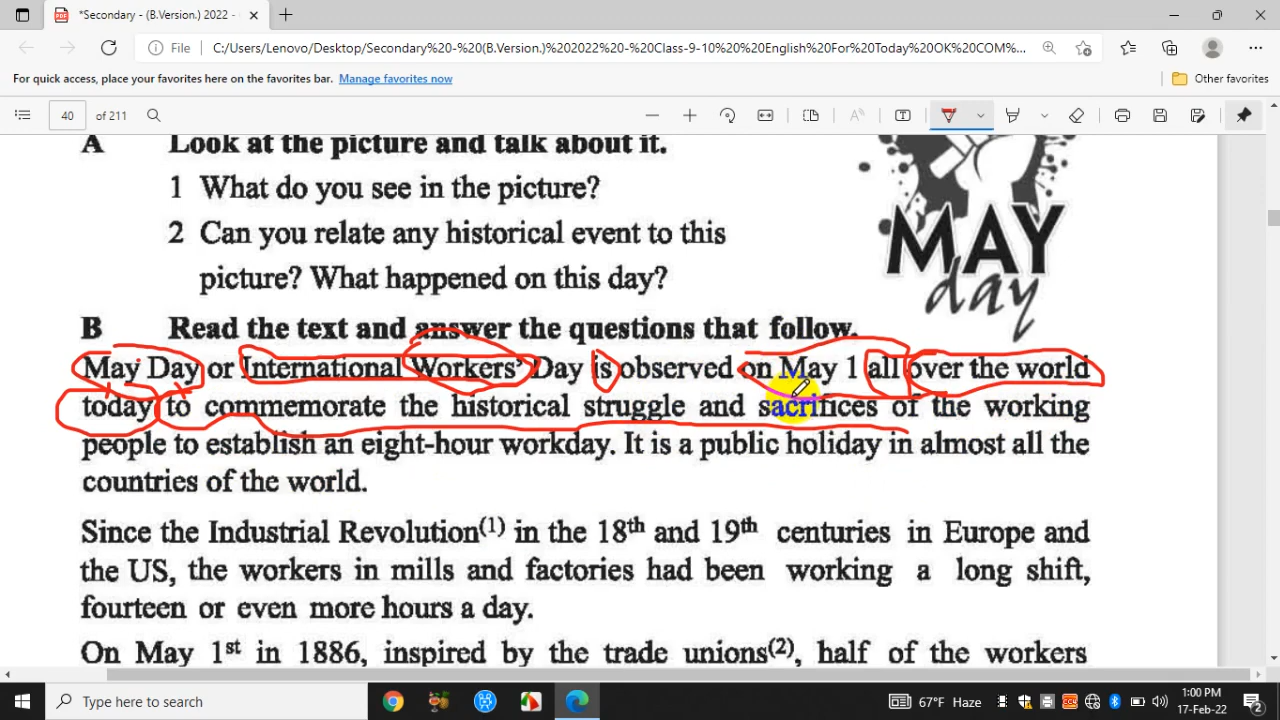 *Secondary - (B.Version.) 2022 -
File
C:/Users/Lenovo/Desktop/Secondary%20-%20(B.Version.)%202022%20-%20Class-9-10%20%20English%20For%20Today%20OK%20COM%...
For quick access, place your favorites here on the favorites bar. Manage favorites now
Other favorites
40 of 211
A Look at the picture and talk about it.
1 What do you see in the picture?
2 Can you relate any historical event to this
picture? What happened on this day?
MAY
day
B Read the text and answer the questions that follow.
May Day or International Workers' Day is observed on May 1 all over the world
today to commemorate the historical struggle and sacrifices of the working
people to establish an eight-hour workday. It is a public holiday in almost all the
countries of the world.
Since the Industrial Revolution(1) in the 18th and 19th centuries in Europe and
the US, the workers in mills and factories had been working a long shift,
fourteen or even more hours a day.
On May 1st in 1886, inspired by the trade unions(2), half of the workers
Type here to search
67°F Haze
1:00 PM
17-Feb-22
2